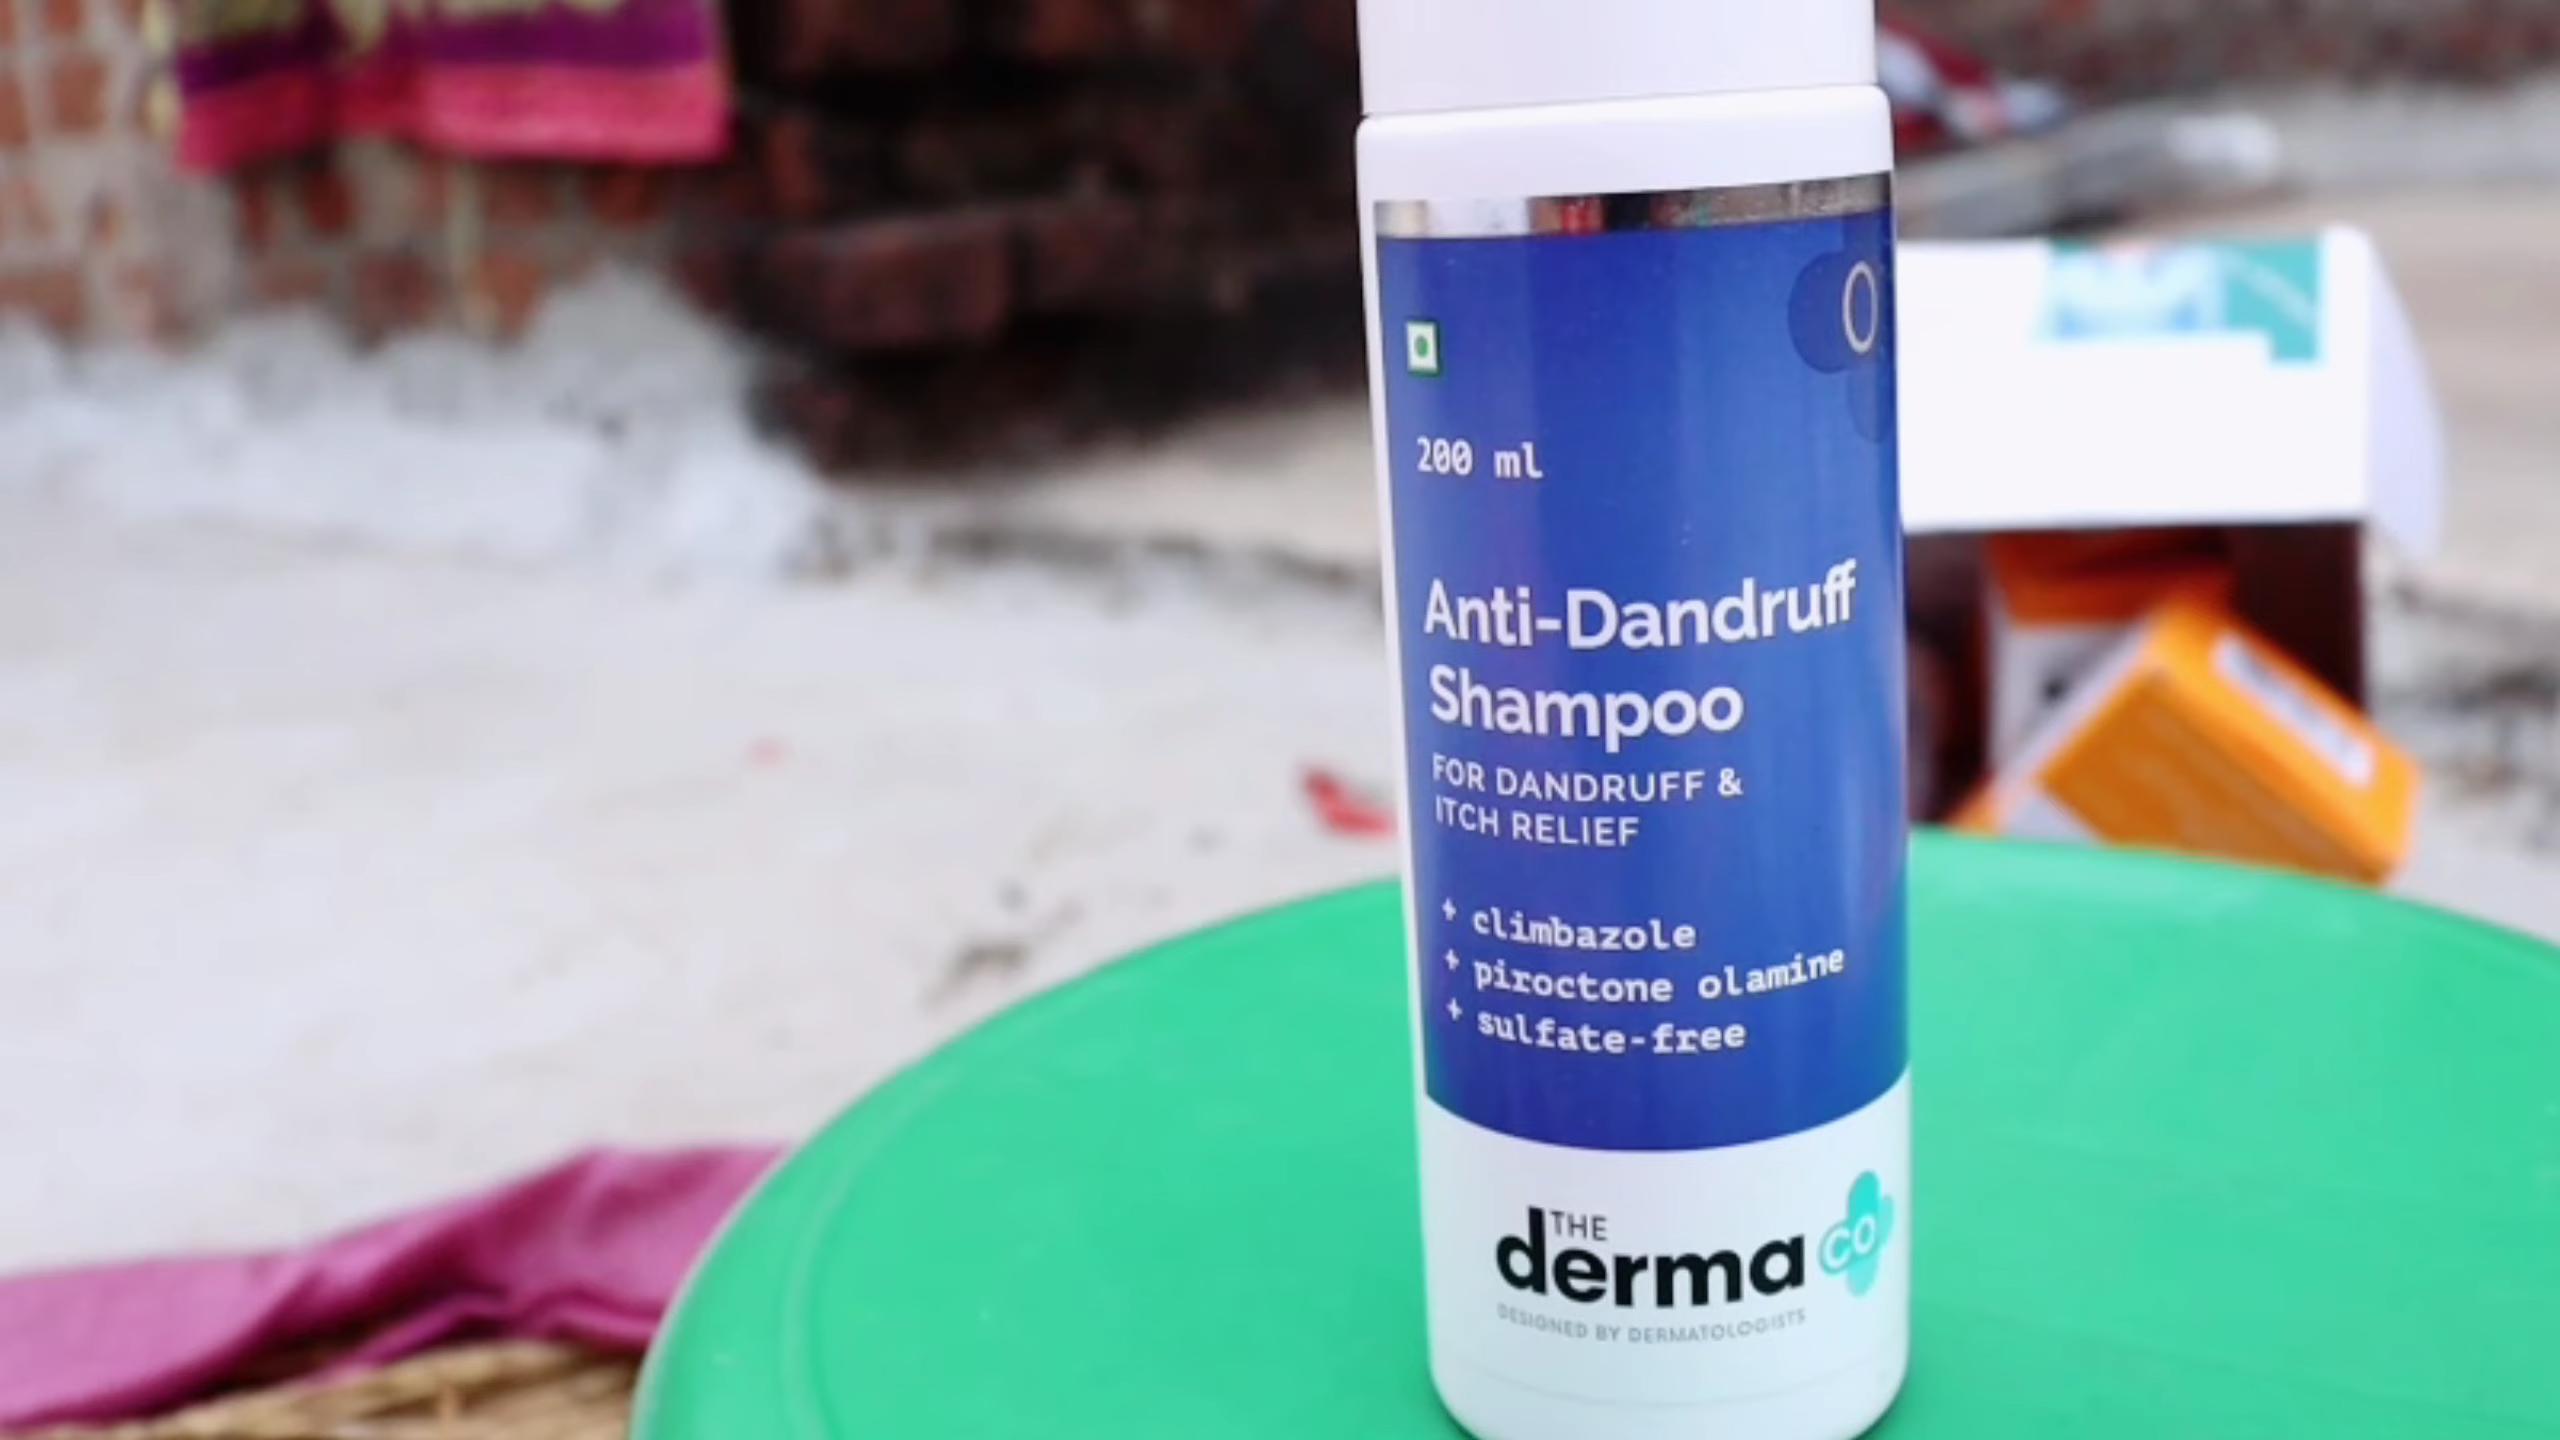 200 ml
Anti-Dandruff
Shampoo
FOR DANDRUFF &
ITCH RELIEF
+ climbazole
+ piroctone olamine
+ sulfate-free
THE
derma co
DESIGNED BY DERMATOLOGISTS